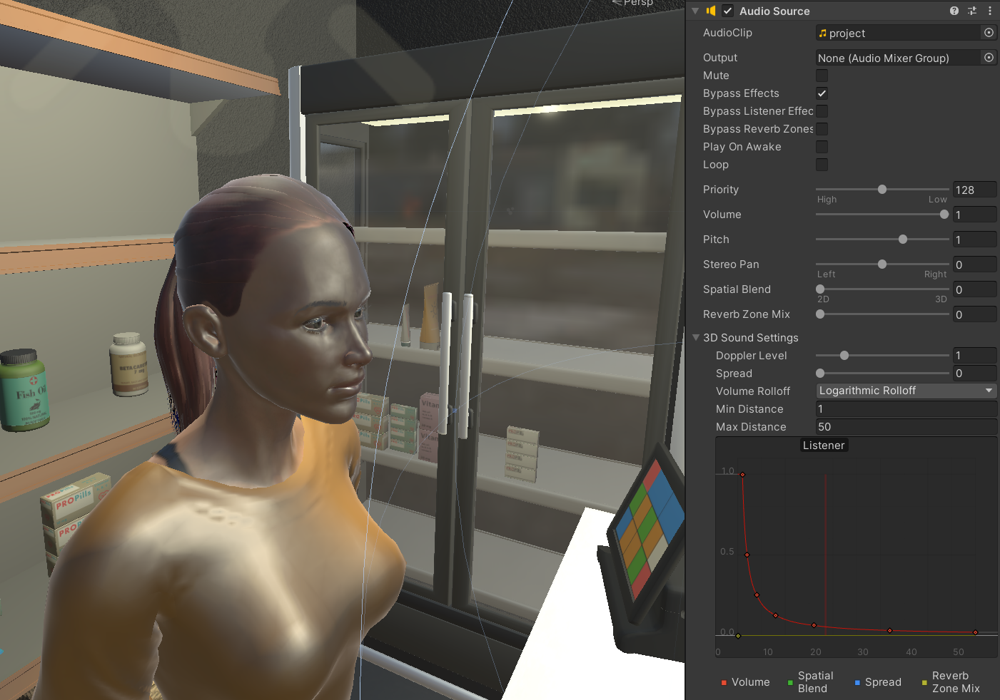 Persp
Audio Source
AudioClip
project
Output
None (Audio Mixer Group)
Mute
Bypass Effects
Bypass Listener Effec
Bypass Reverb Zones
Play On Awake
Loop
Priority
128
High
Low
Volume
1
Pitch
1
Stereo Pan
0
Left
Right
Spatial Blend
0
2D
3D
Reverb Zone Mix
0
3D Sound Settings
Doppler Level
1
Spread
0
Volume Rolloff
Logarithmic Rolloff
Min Distance
1
Max Distance
50
Listener
1.0
0.5
0.0
0
10
20
30
40
50
Volume
Spatial
Blend
Spread
Reverb
Zone Mix
Fish Oil
PROPills
PROP
Vitam
Vitam